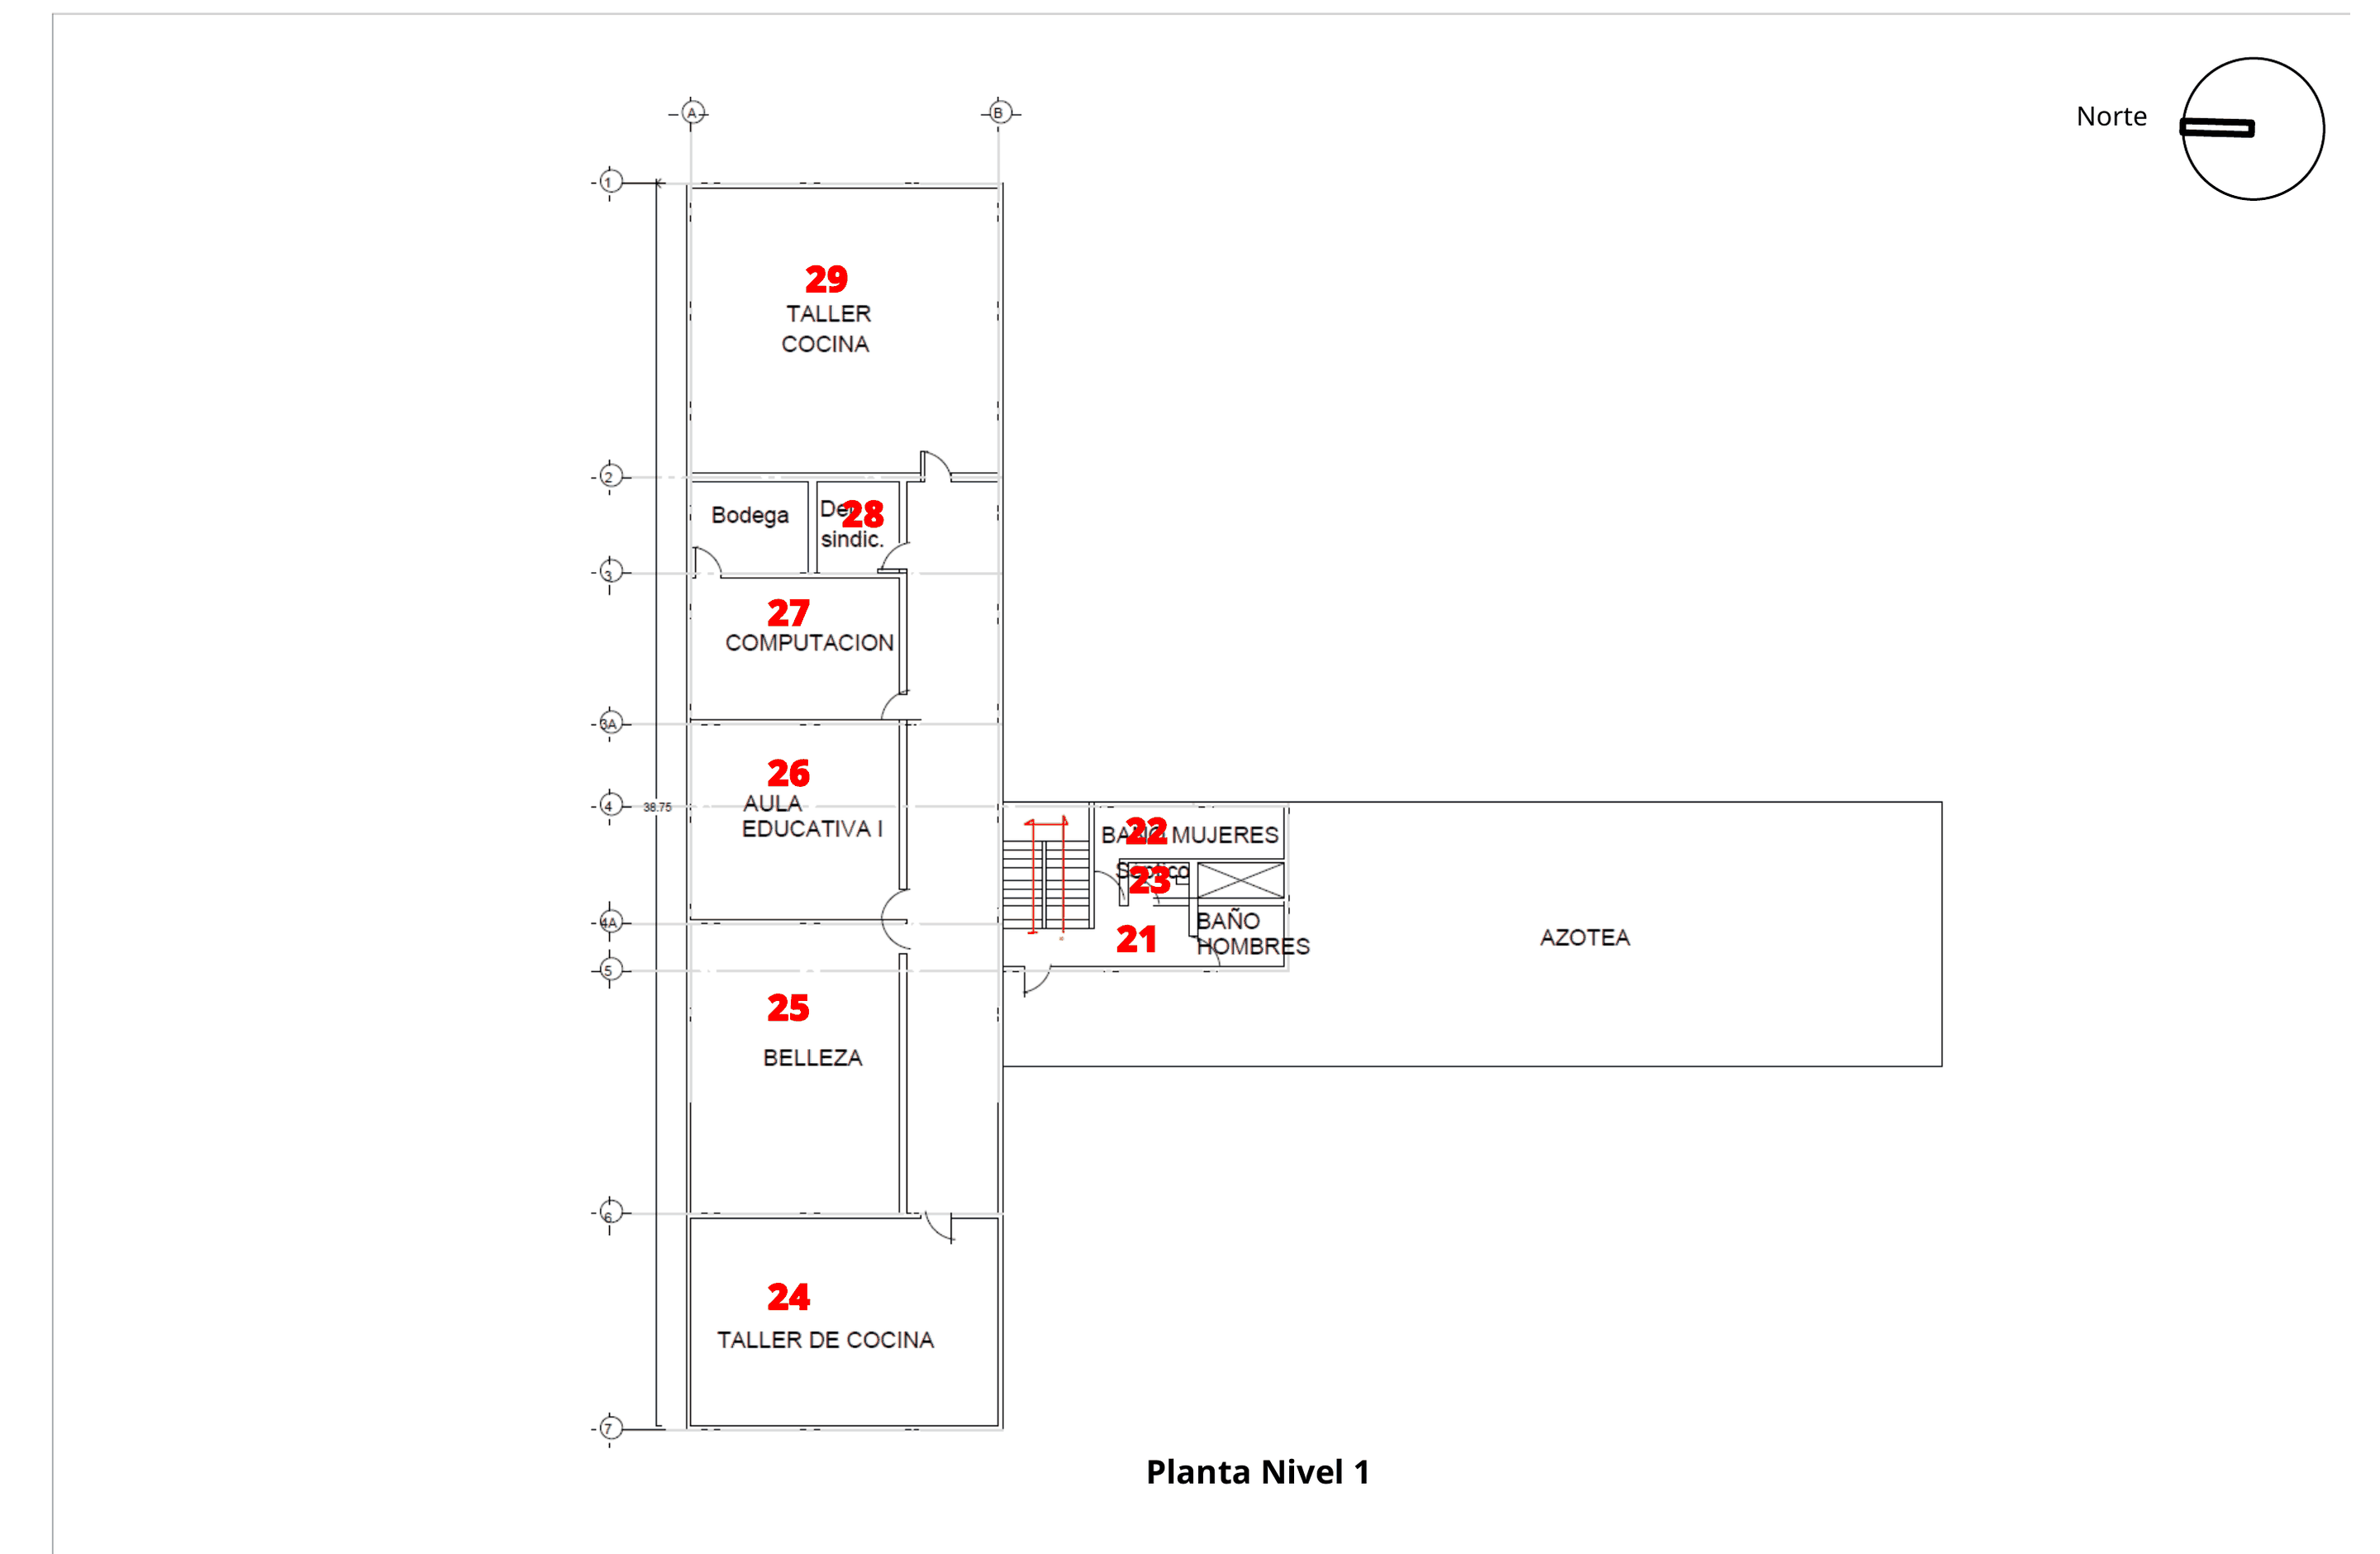 Norte
A
B
1
29
TALLER
COCINA
2
Bodega
28
sindic.
3
27
COMPUTACION
3A
26
4
38.75
AULA
EDUCATIVA I
22
BAÑO MUJERES
23
4A
21
BAÑO
HOMBRES
AZOTEA
5
25
BELLEZA
6
24
TALLER DE COCINA
7
Planta Nivel 1